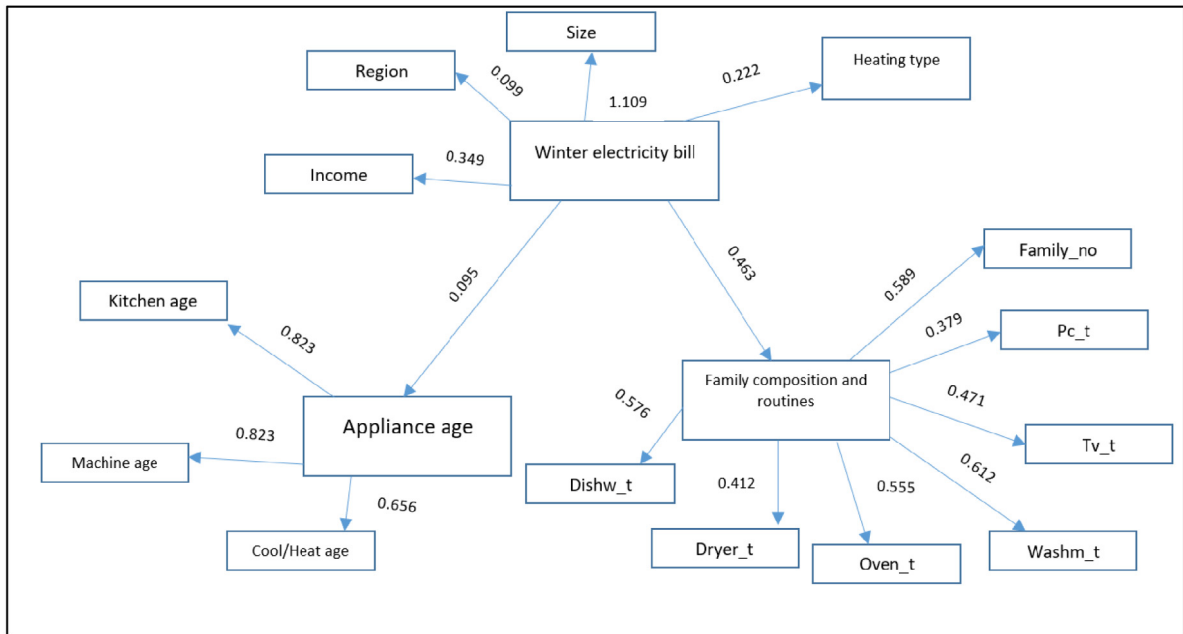 Size
Region
0.099
0.222
Heating type
1.109
Winter electricity bill
0.349
Income
Family_no
0.463
0.095
0.589
Kitchen age
0.379
Pc_t
0.823
Family composition and
routines
0.576
0.471
Appliance age
0.823
Machine age
Tv_t
0.612
Dishw_t
0.412
0.555
0.656
Cool/Heat age
Dryer_t
Oven_t
Washm_t